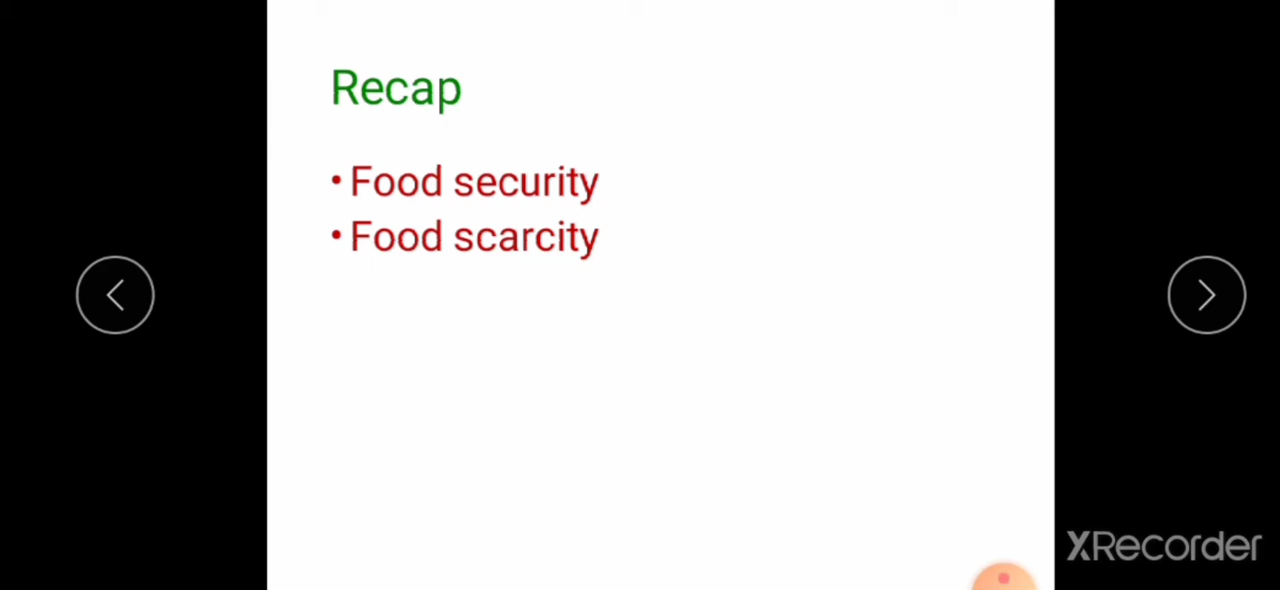 Recap
• Food security
• Food scarcity
XRecorder